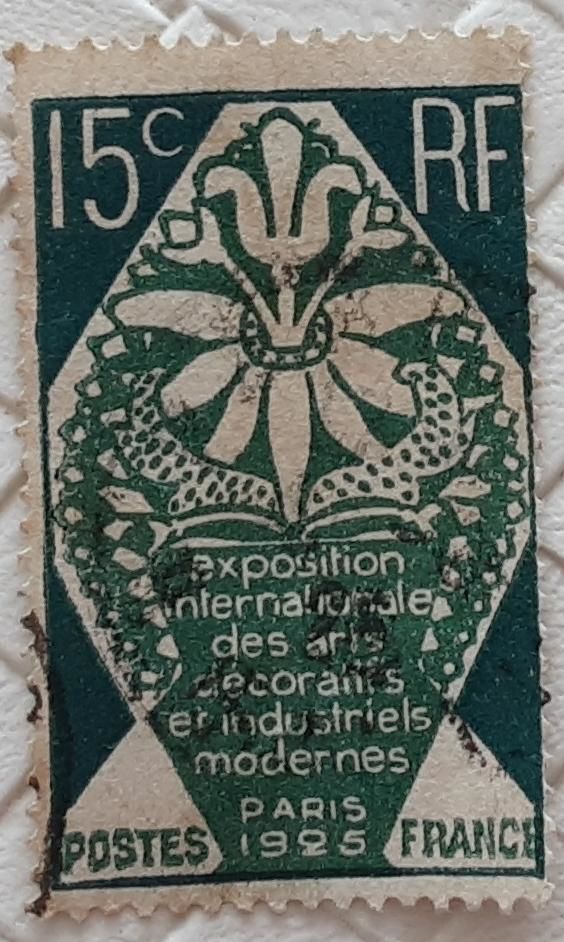 15c RF
exposition
internationale
des arts
décoratifs
et industriels
modernes
PARIS
1925
POSTES FRANCE